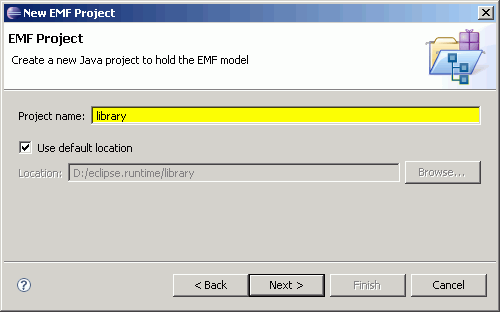 New EMF Project
EMF Project
Create a new Java project to hold the EMF model
Project name: library
Use default location
Location: D:/eclipse.runtime/library Browse...
? < Back Next > Finish Cancel